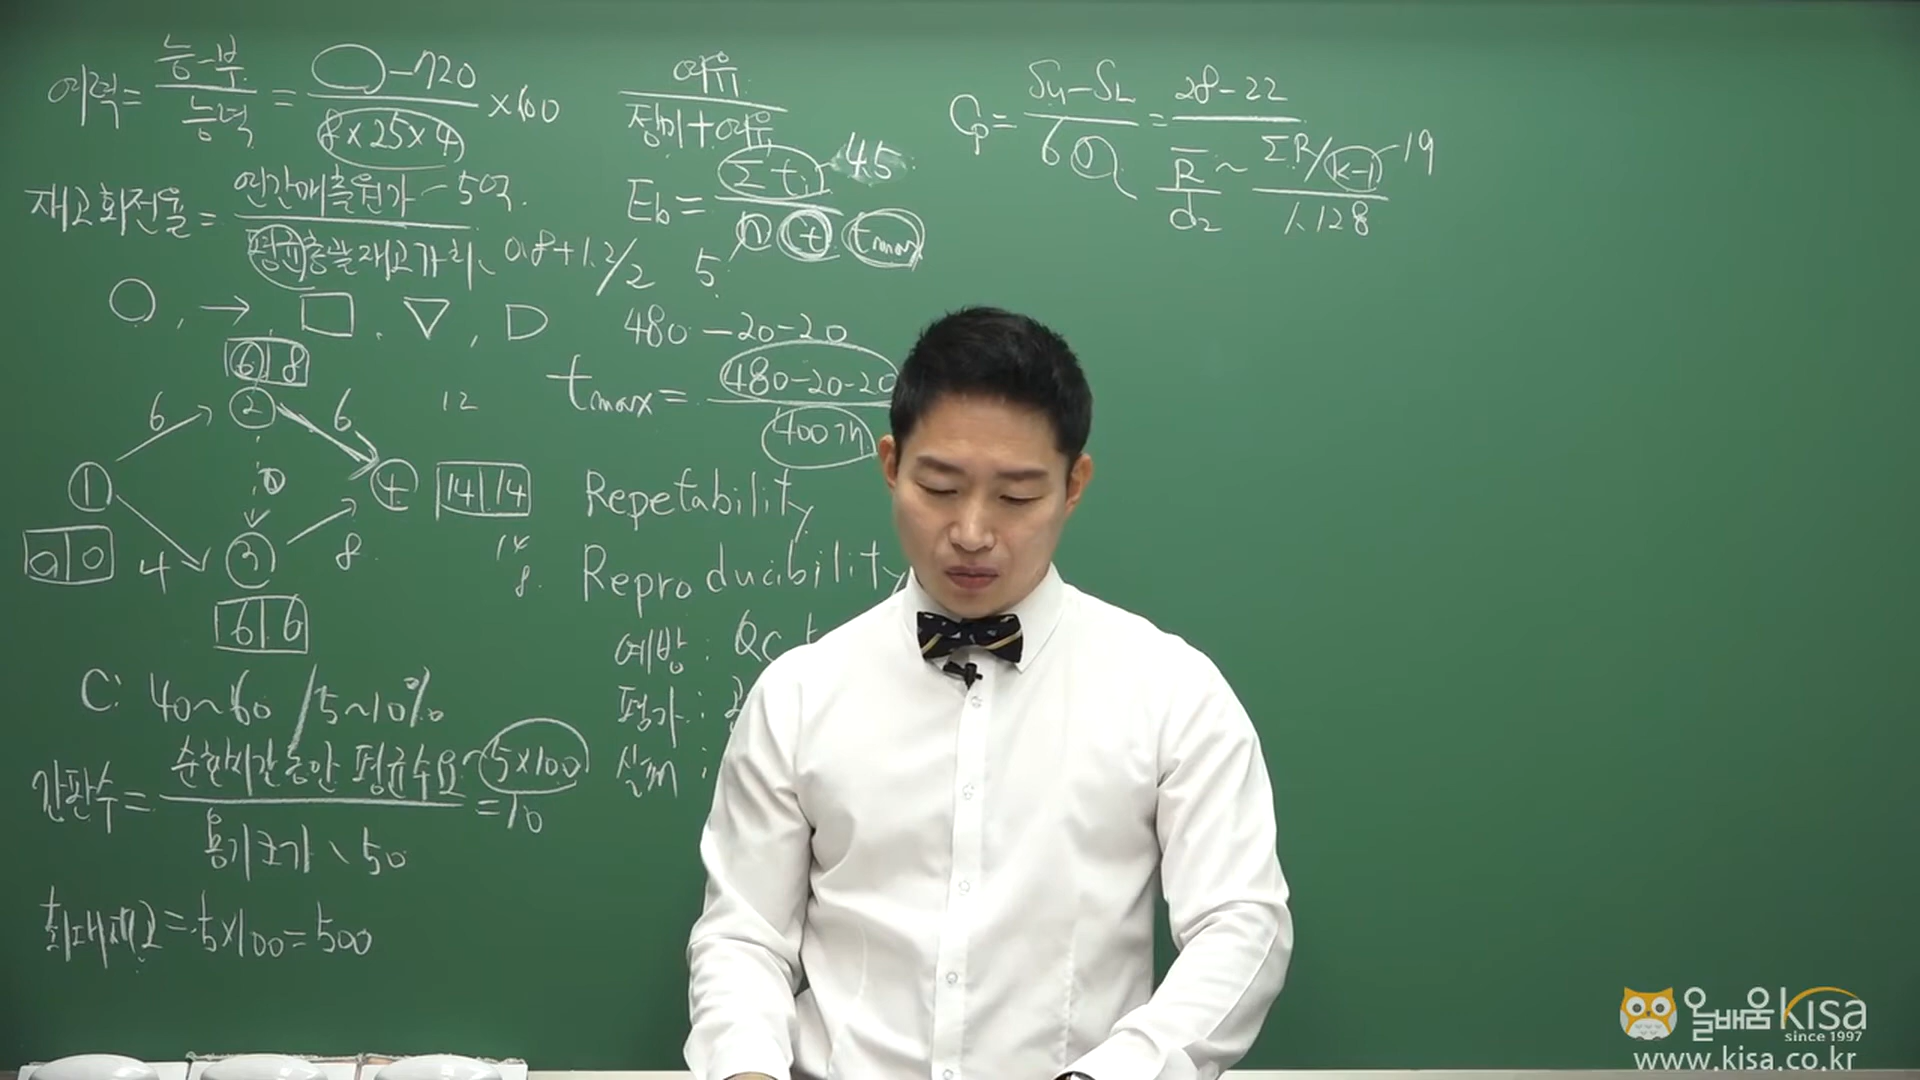 여력= 능-부/능력 = ○-720/8×25×4 ×100
재고회전율= 연간매출원가-5억/평균총괄재고가치 0.8+1.2/2
○, → □, ▽, D
6|8
6 ② 6 12
① 0 ④ 14|14
0|0 4 ③ 8 14
8
6|6
C: 40~60 / 5~10%
간판수= 순환시간동안 평균수요 5×100/용기크기 50 =10
최대재고=5×100=500
여유/정미+여유
Eb= Σti 45/n t tmax
5
480-20-20
tmax= 480-20-20/400개
Repetability
Reproducibility
예방: QC
평가:
실패:
Cp= SU-SL/6σ = 28-22
R̄/d2 ~ ΣR/k-1 19
1.128
올배움 kisa
since 1997
www.kisa.co.kr